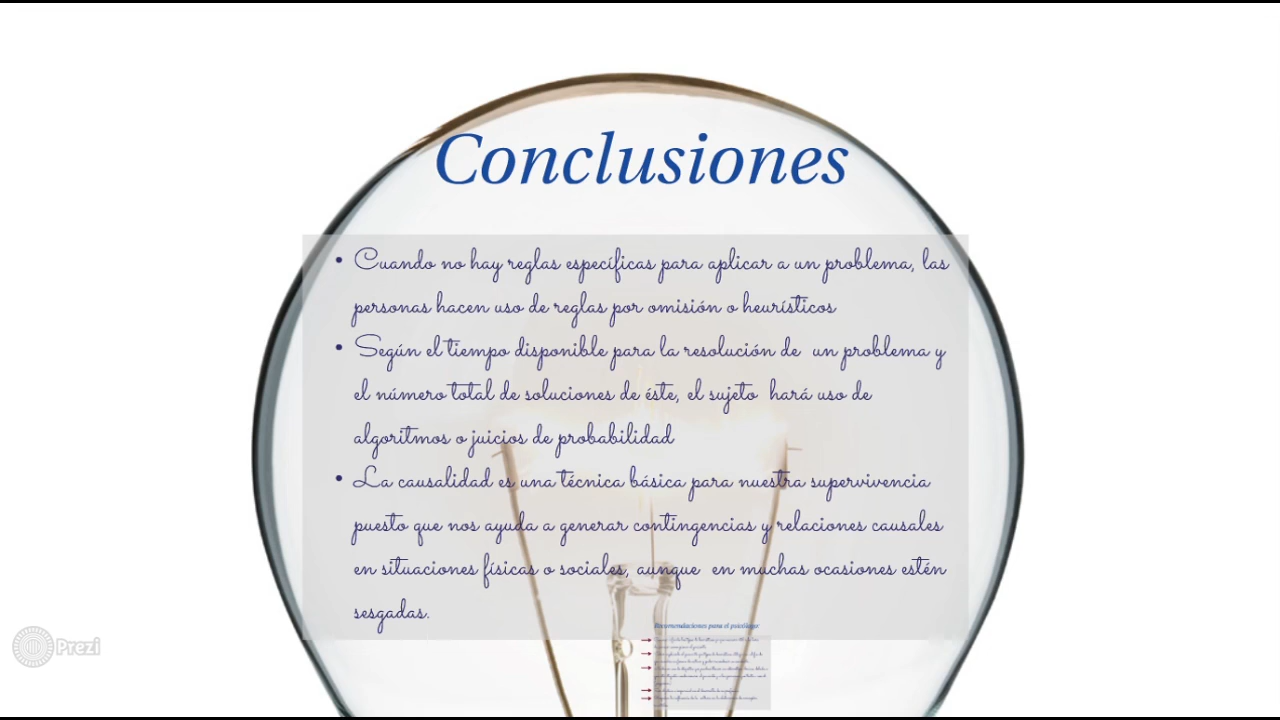 Conclusiones
• Cuando no hay reglas específicas para aplicar a un problema, las
personas hacen uso de reglas por omisión o heurísticos
• Según el tiempo disponible para la resolución de un problema y
el número total de soluciones de éste, el sujeto hará uso de
algoritmos o juicios de probabilidad
• La causalidad es una técnica básica para nuestra supervivencia
puesto que nos ayuda a generar contingencias y relaciones causales
en situaciones físicas o sociales, aunque en muchas ocasiones estén
sesgadas.
Recomendaciones para el psicólogo:
Prezi